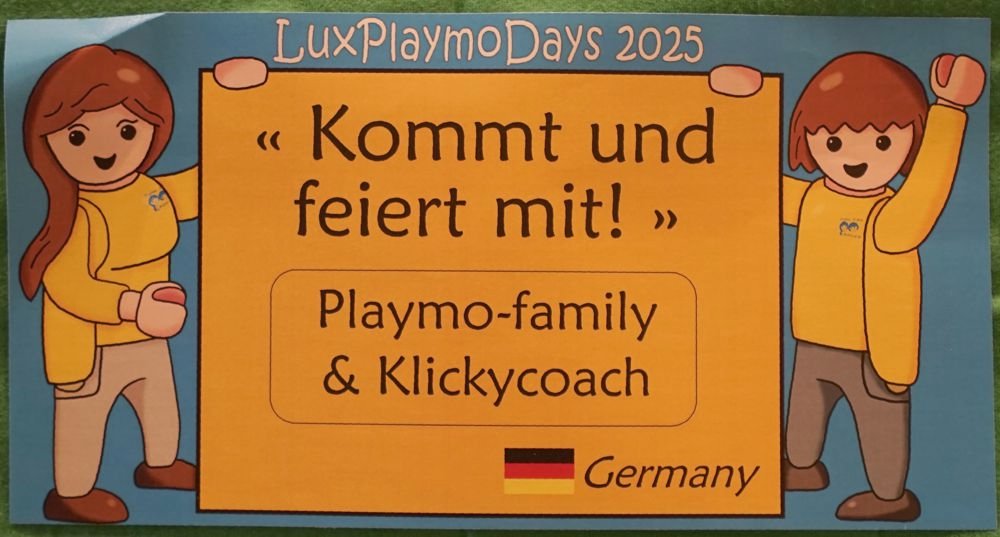 LuxPlaymoDays 2025
« Kommt und
feiert mit! »
Playmo-family
& Klickycoach
Germany